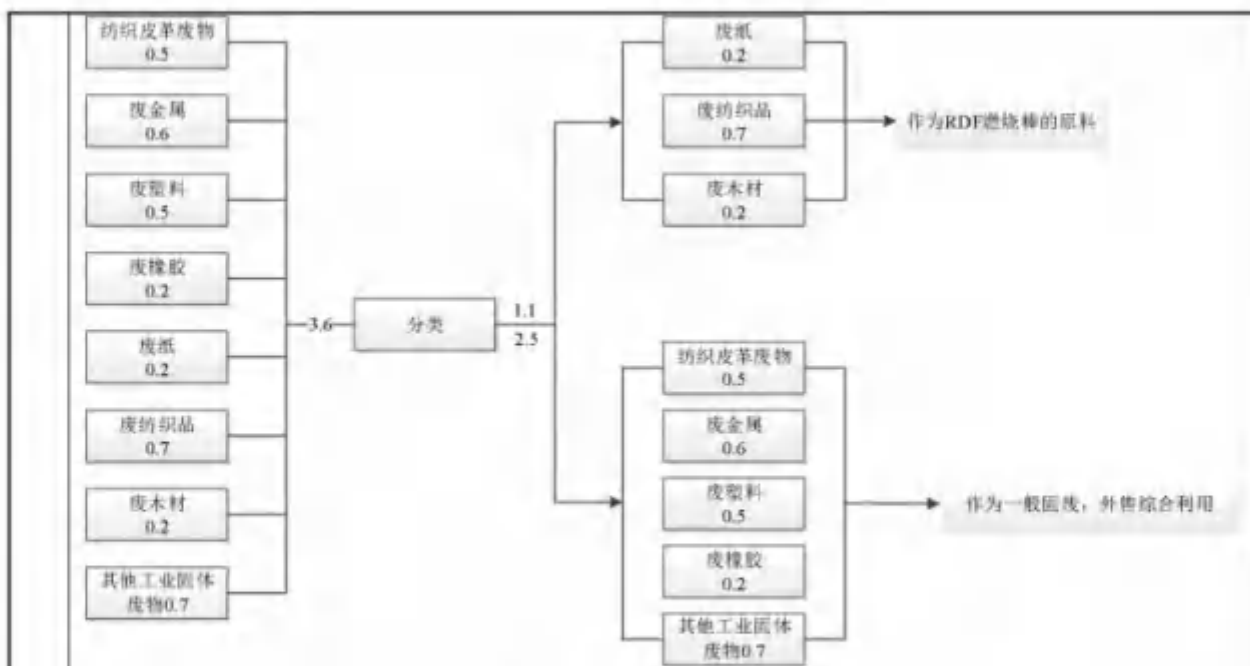 纺织皮革废物
0.5
废金属
0.6
废塑料
0.5
废橡胶
0.2
废纸
0.2
废纺织品
0.7
废木材
0.2
其他工业固体
废物0.7
3.6
分类
1.1
2.5
废纸
0.2
废纺织品
0.7
废木材
0.2
作为RDF燃烧棒的原料
纺织皮革废物
0.5
废金属
0.6
废塑料
0.5
废橡胶
0.2
其他工业固体
废物0.7
作为一般固废，外售综合利用